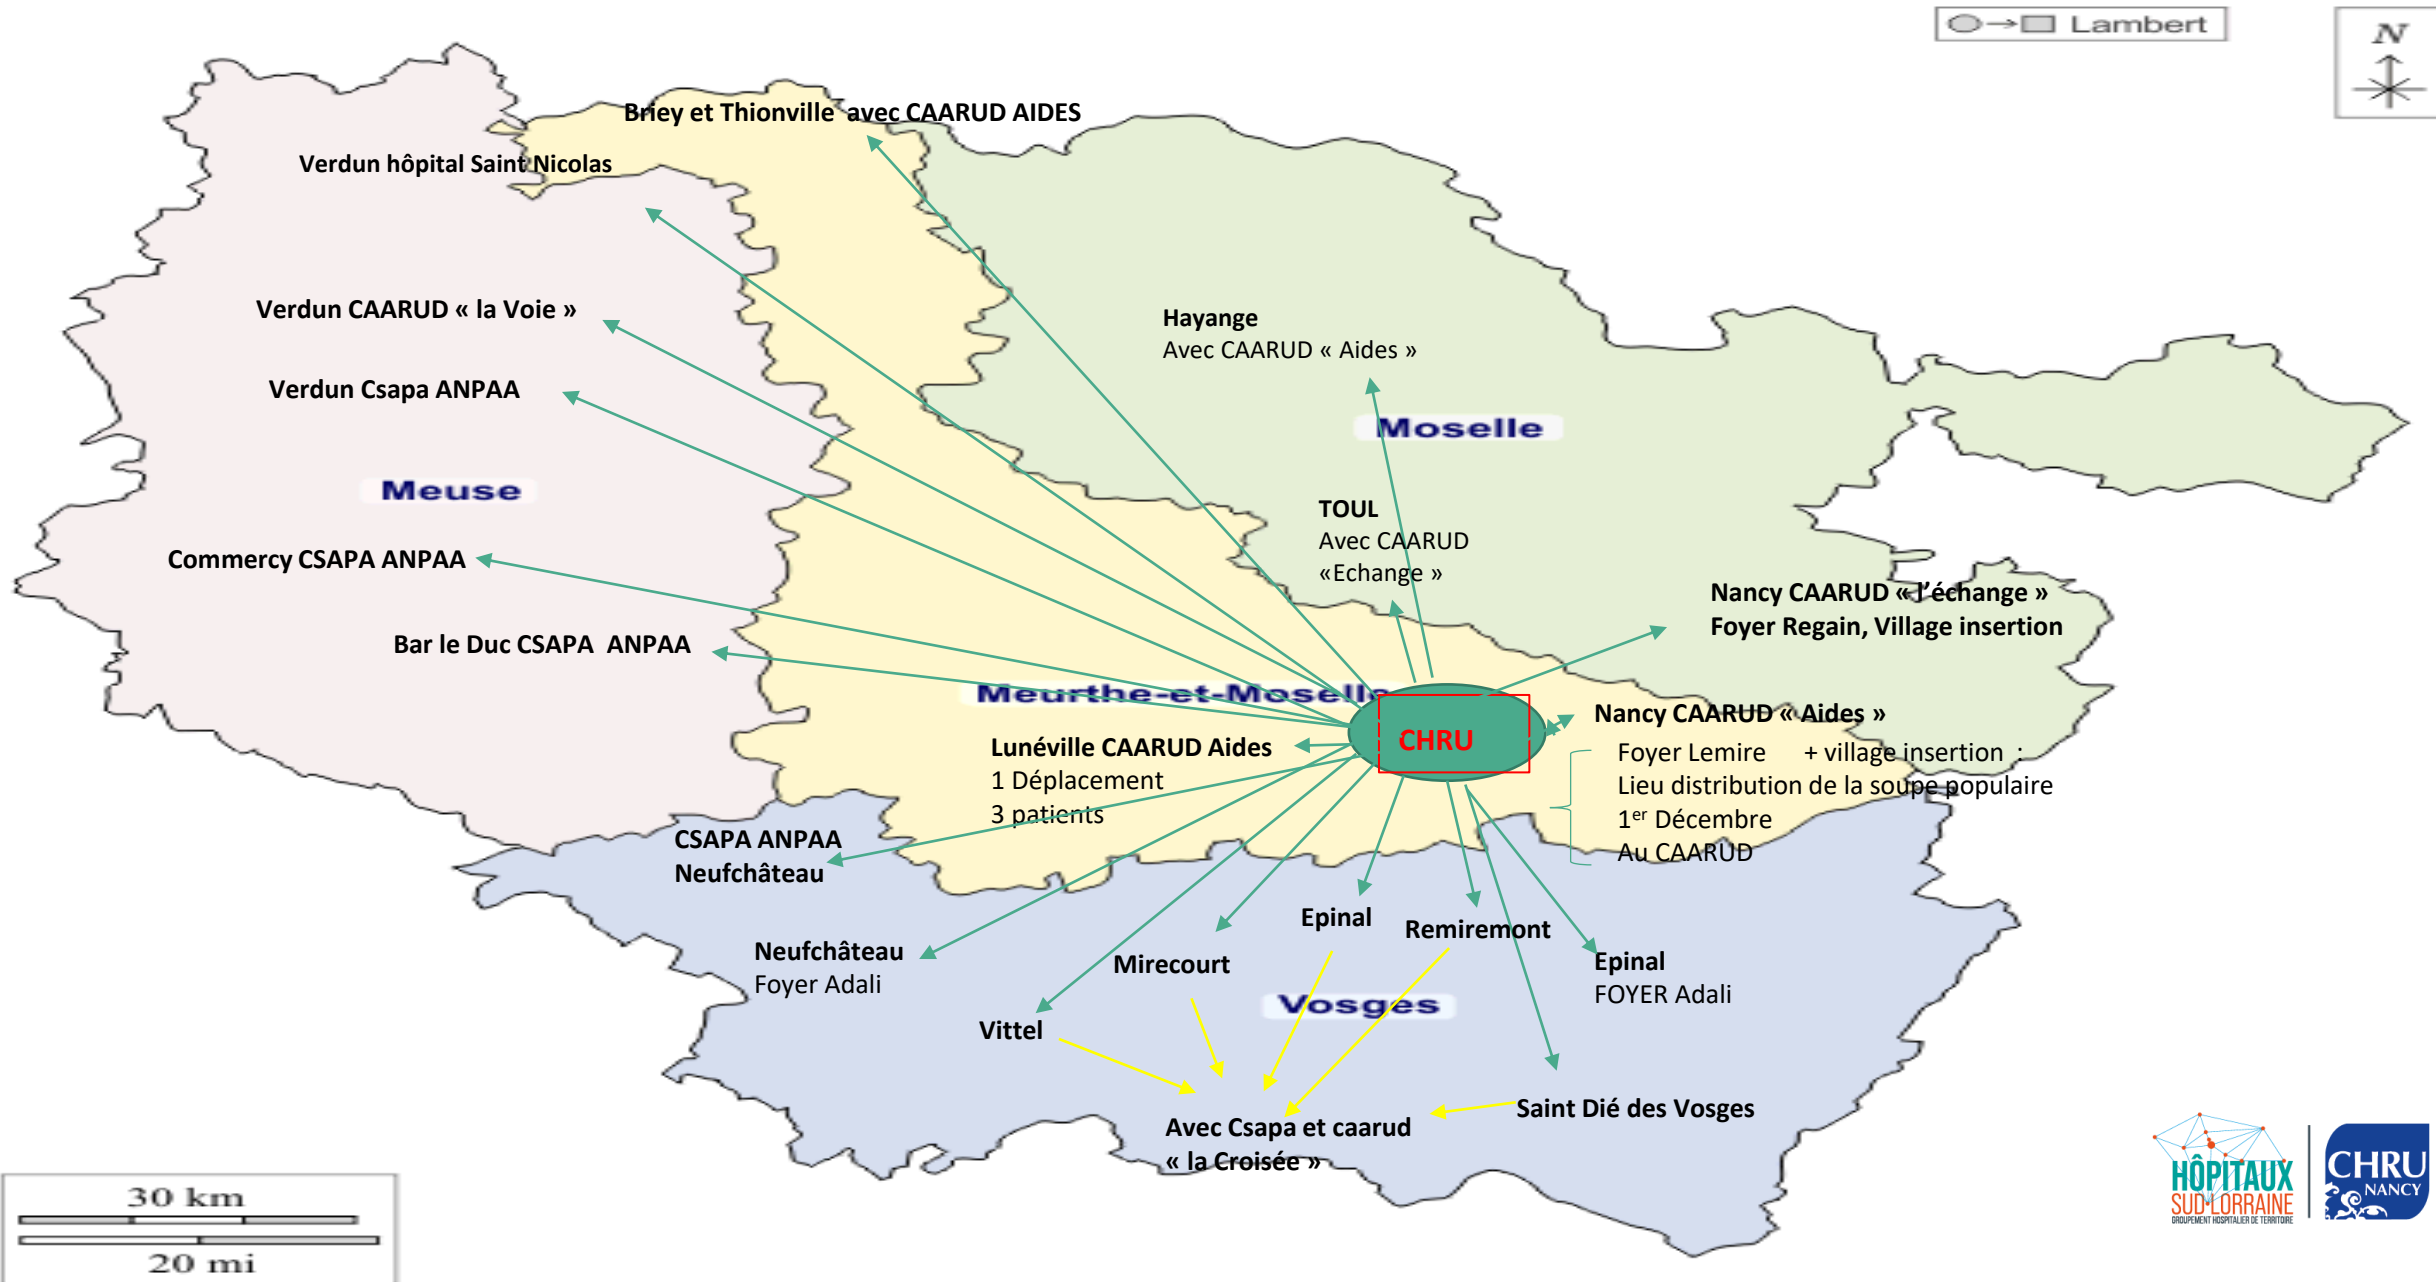 Lambert
N
Briey et Thionville avec CAARUD AIDES
Verdun hôpital Saint Nicolas
Verdun CAARUD « la Voie »
Hayange
Avec CAARUD « Aides »
Verdun Csapa ANPAA
Moselle
Meuse
TOUL
Avec CAARUD
«Echange »
Commercy CSAPA ANPAA
Nancy CAARUD « l'échange »
Foyer Regain, Village insertion
Bar le Duc CSAPA ANPAA
Meurthe-et-Moselle
CHRU
Nancy CAARUD « Aides »
Foyer Lemire + village insertion :
Lieu distribution de la soupe populaire
1er Décembre
Au CAARUD
Lunéville CAARUD Aides
1 Déplacement
3 patients
CSAPA ANPAA
Neufchâteau
Neufchâteau
Foyer Adali
Mirecourt
Epinal
Remiremont
Epinal
FOYER Adali
Vittel
Vosges
Saint Dié des Vosges
Avec Csapa et caarud
« la Croisée »
30 km
20 mi
HÔPITAUX
SUD-LORRAINE
GROUPEMENT HOSPITALIER DE TERRITOIRE
CHRU
NANCY